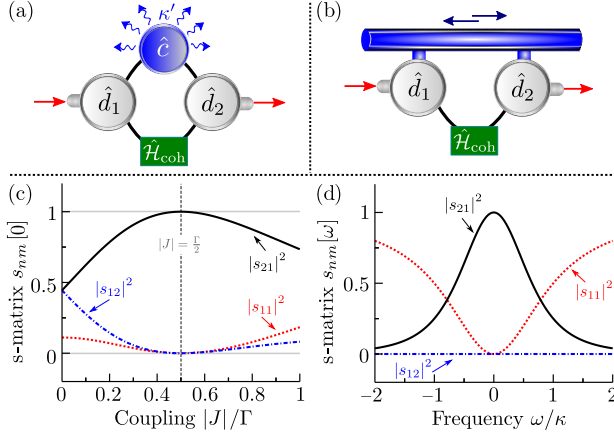 (a)
κ′
ĉ
d̂₁
d̂₂
Ĥcoh
(b)
d̂₁
d̂₂
Ĥcoh
(c)
s-matrix sₙₘ[0]
1
0.5
0
|J| = Γ/2
|s₂₁|²
|s₁₂|²
|s₁₁|²
0 0.2 0.4 0.6 0.8 1
Coupling |J|/Γ
(d)
s-matrix sₙₘ[ω]
1
0.5
0
|s₂₁|²
|s₁₁|²
|s₁₂|²
−2 −1 0 1 2
Frequency ω/κ